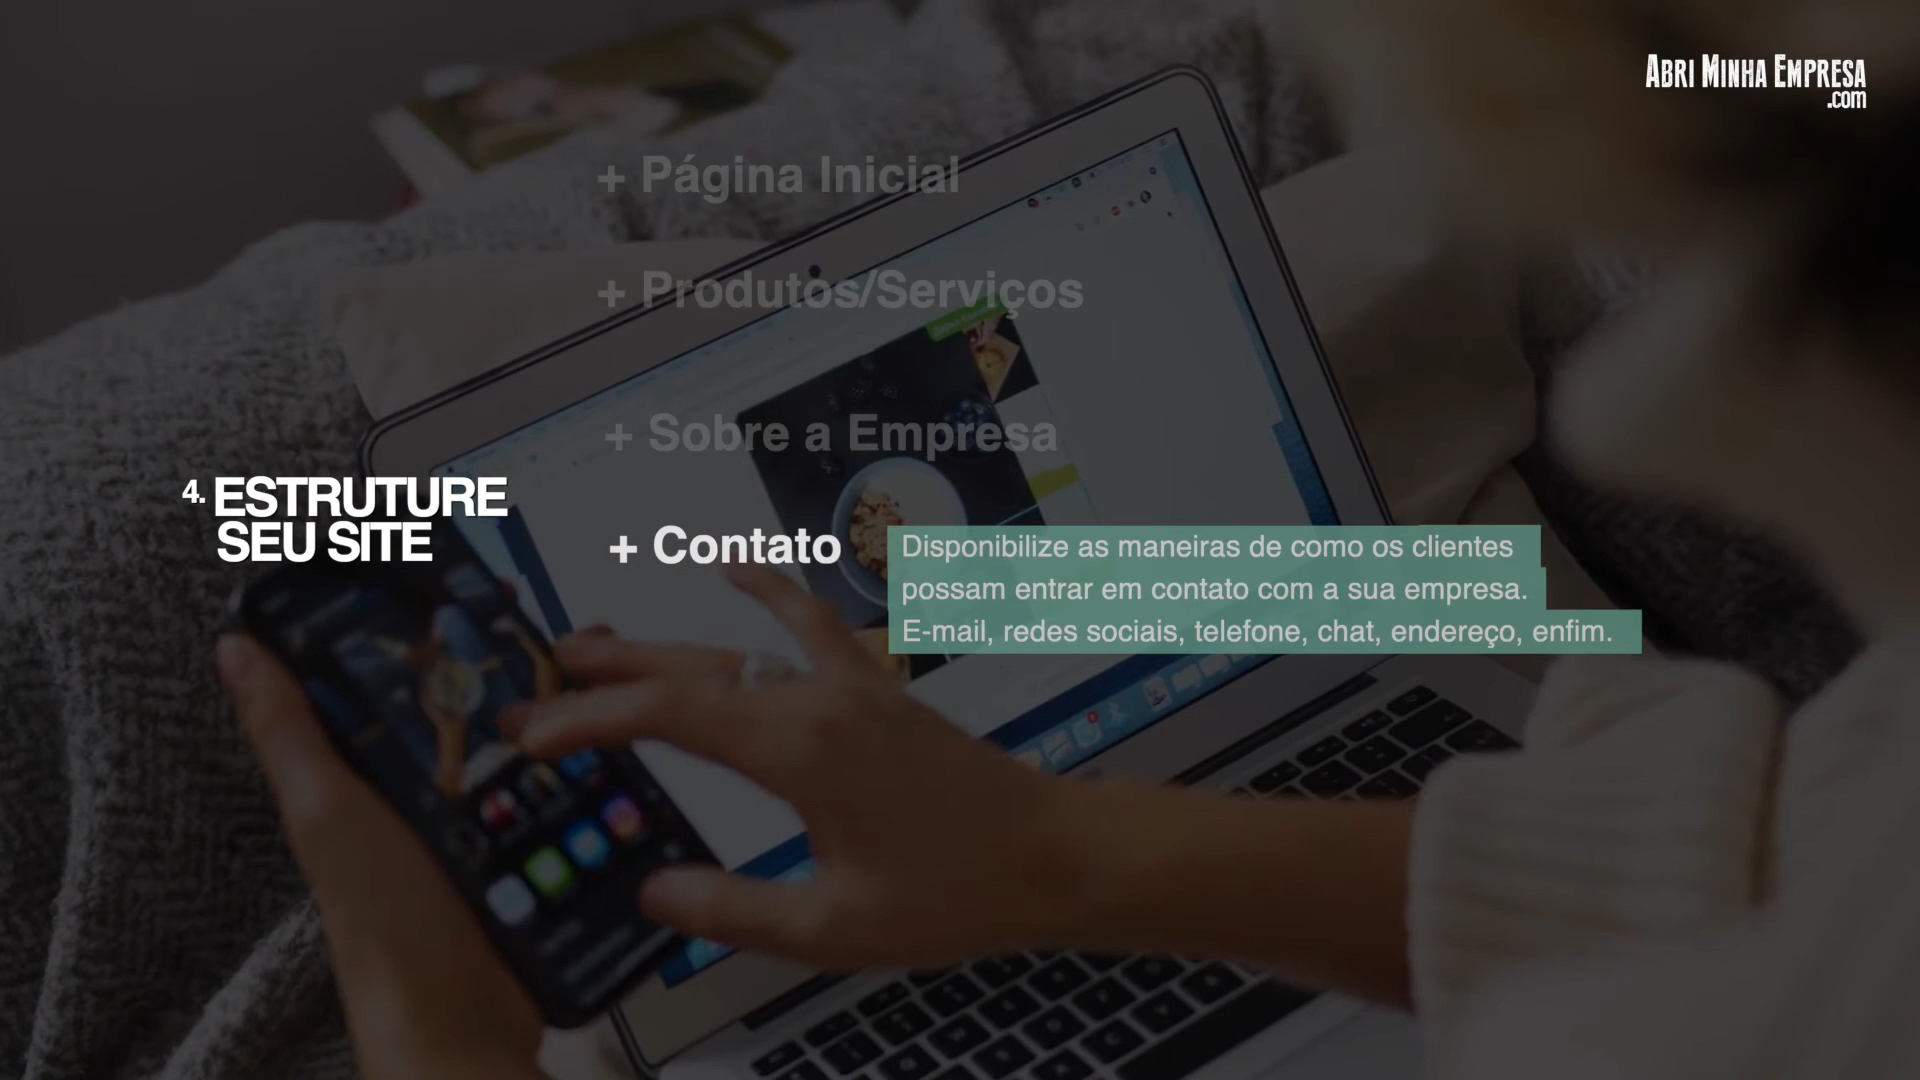 ABRI MINHA EMPRESA
.COM
+ Página Inicial
+ Produtos/Serviços
+ Sobre a Empresa
4. ESTRUTURE
SEU SITE
+ Contato
Disponibilize as maneiras de como os clientes
possam entrar em contato com a sua empresa.
E-mail, redes sociais, telefone, chat, endereço, enfim.